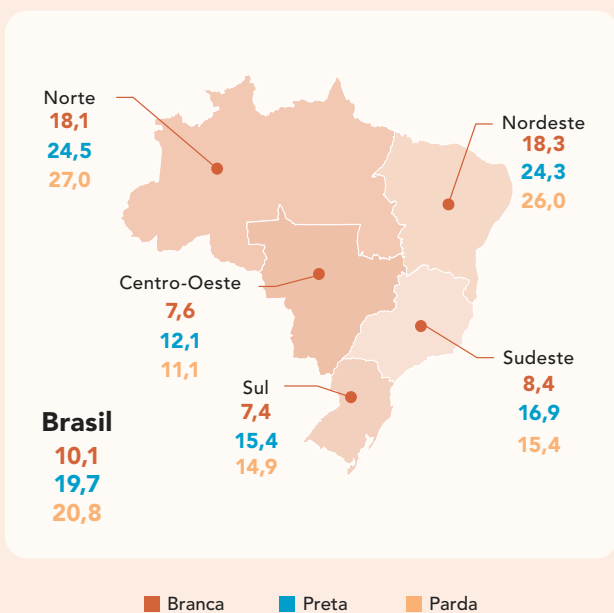 Norte
18,1
24,5
27,0
Nordeste
18,3
24,3
26,0
Centro-Oeste
7,6
12,1
11,1
Sudeste
8,4
16,9
15,4
Sul
7,4
15,4
14,9
Brasil
10,1
19,7
20,8
Branca Preta Parda